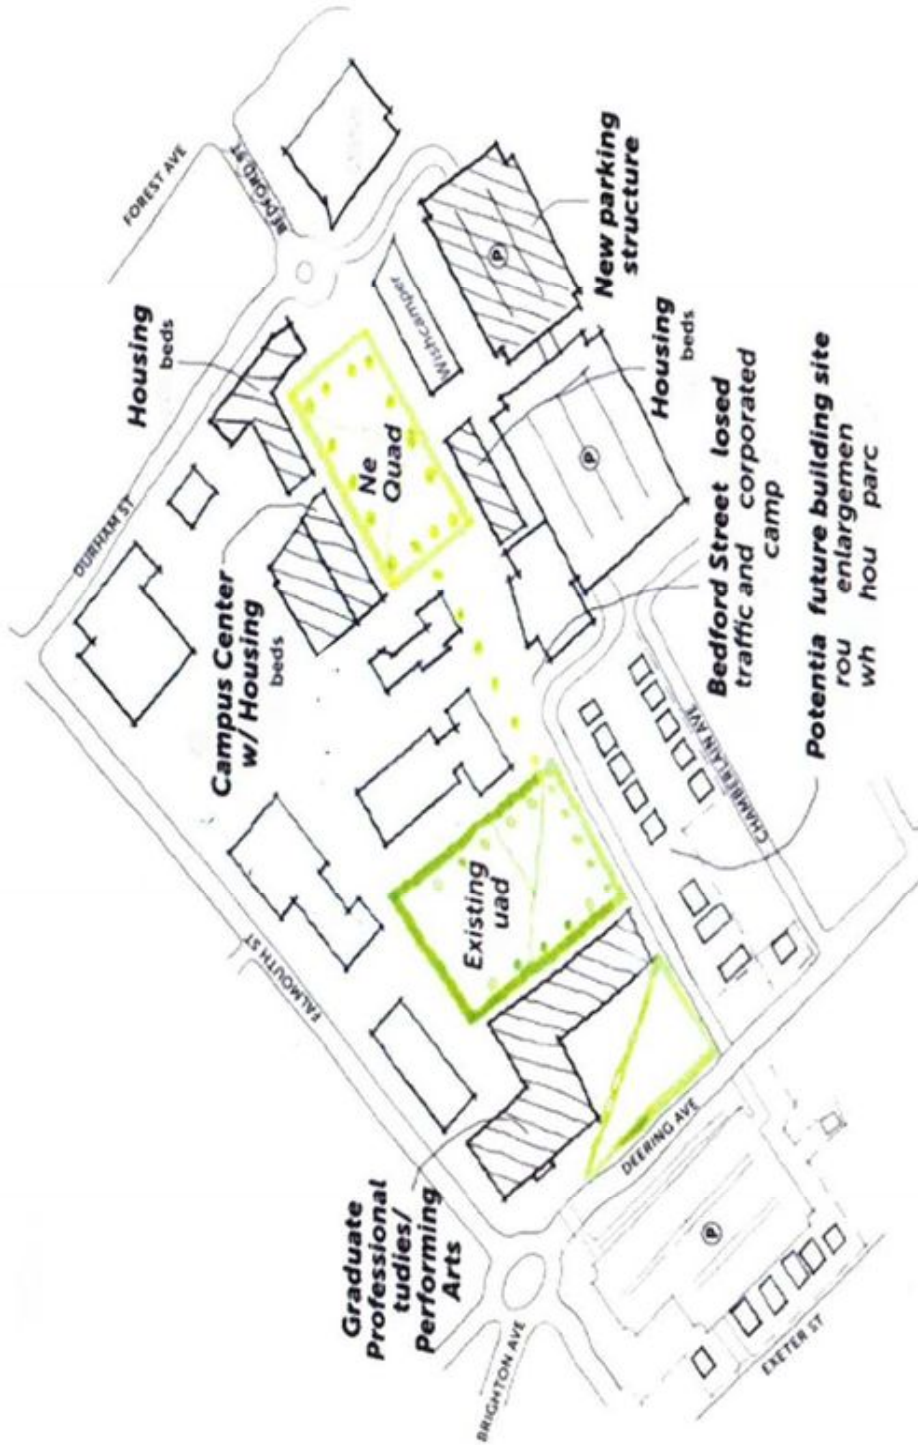 FOREST AVE
BEDFORD ST
Housing
beds
DURHAM ST
Wishcamper
New parking
structure
P
Ne
Quad
Housing
beds
P
Campus Center
w/ Housing
beds
Bedford Street losed
traffic and corporated
camp
Potentia future building site
rou enlargemen
wh hou parc
CHAMBERLAIN AVE
FALMOUTH ST
Existing
uad
Graduate
Professional
tudies/
Performing
Arts
DEERING AVE
P
BRIGHTON AVE
EXETER ST